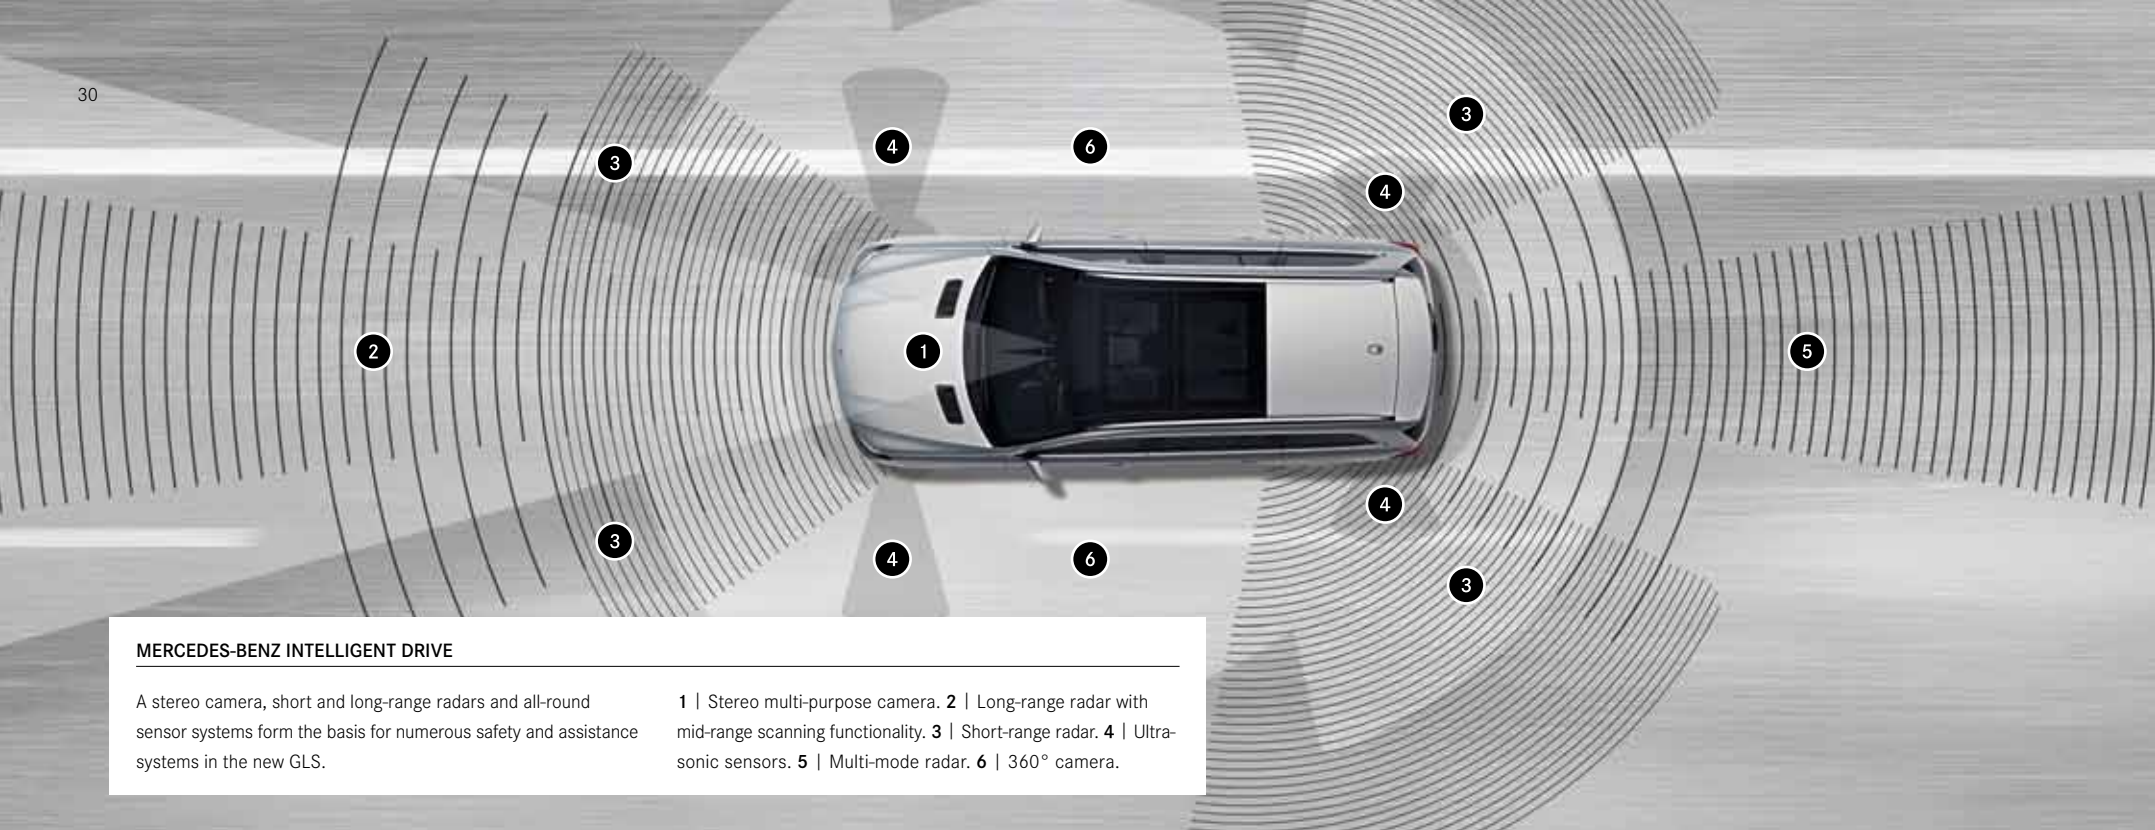 30
3
4
6
3
4
2
1
5
4
3
4
6
3
MERCEDES-BENZ INTELLIGENT DRIVE
A stereo camera, short and long-range radars and all-round
sensor systems form the basis for numerous safety and assistance
systems in the new GLS.
1 | Stereo multi-purpose camera. 2 | Long-range radar with
mid-range scanning functionality. 3 | Short-range radar. 4 | Ultra-
sonic sensors. 5 | Multi-mode radar. 6 | 360° camera.